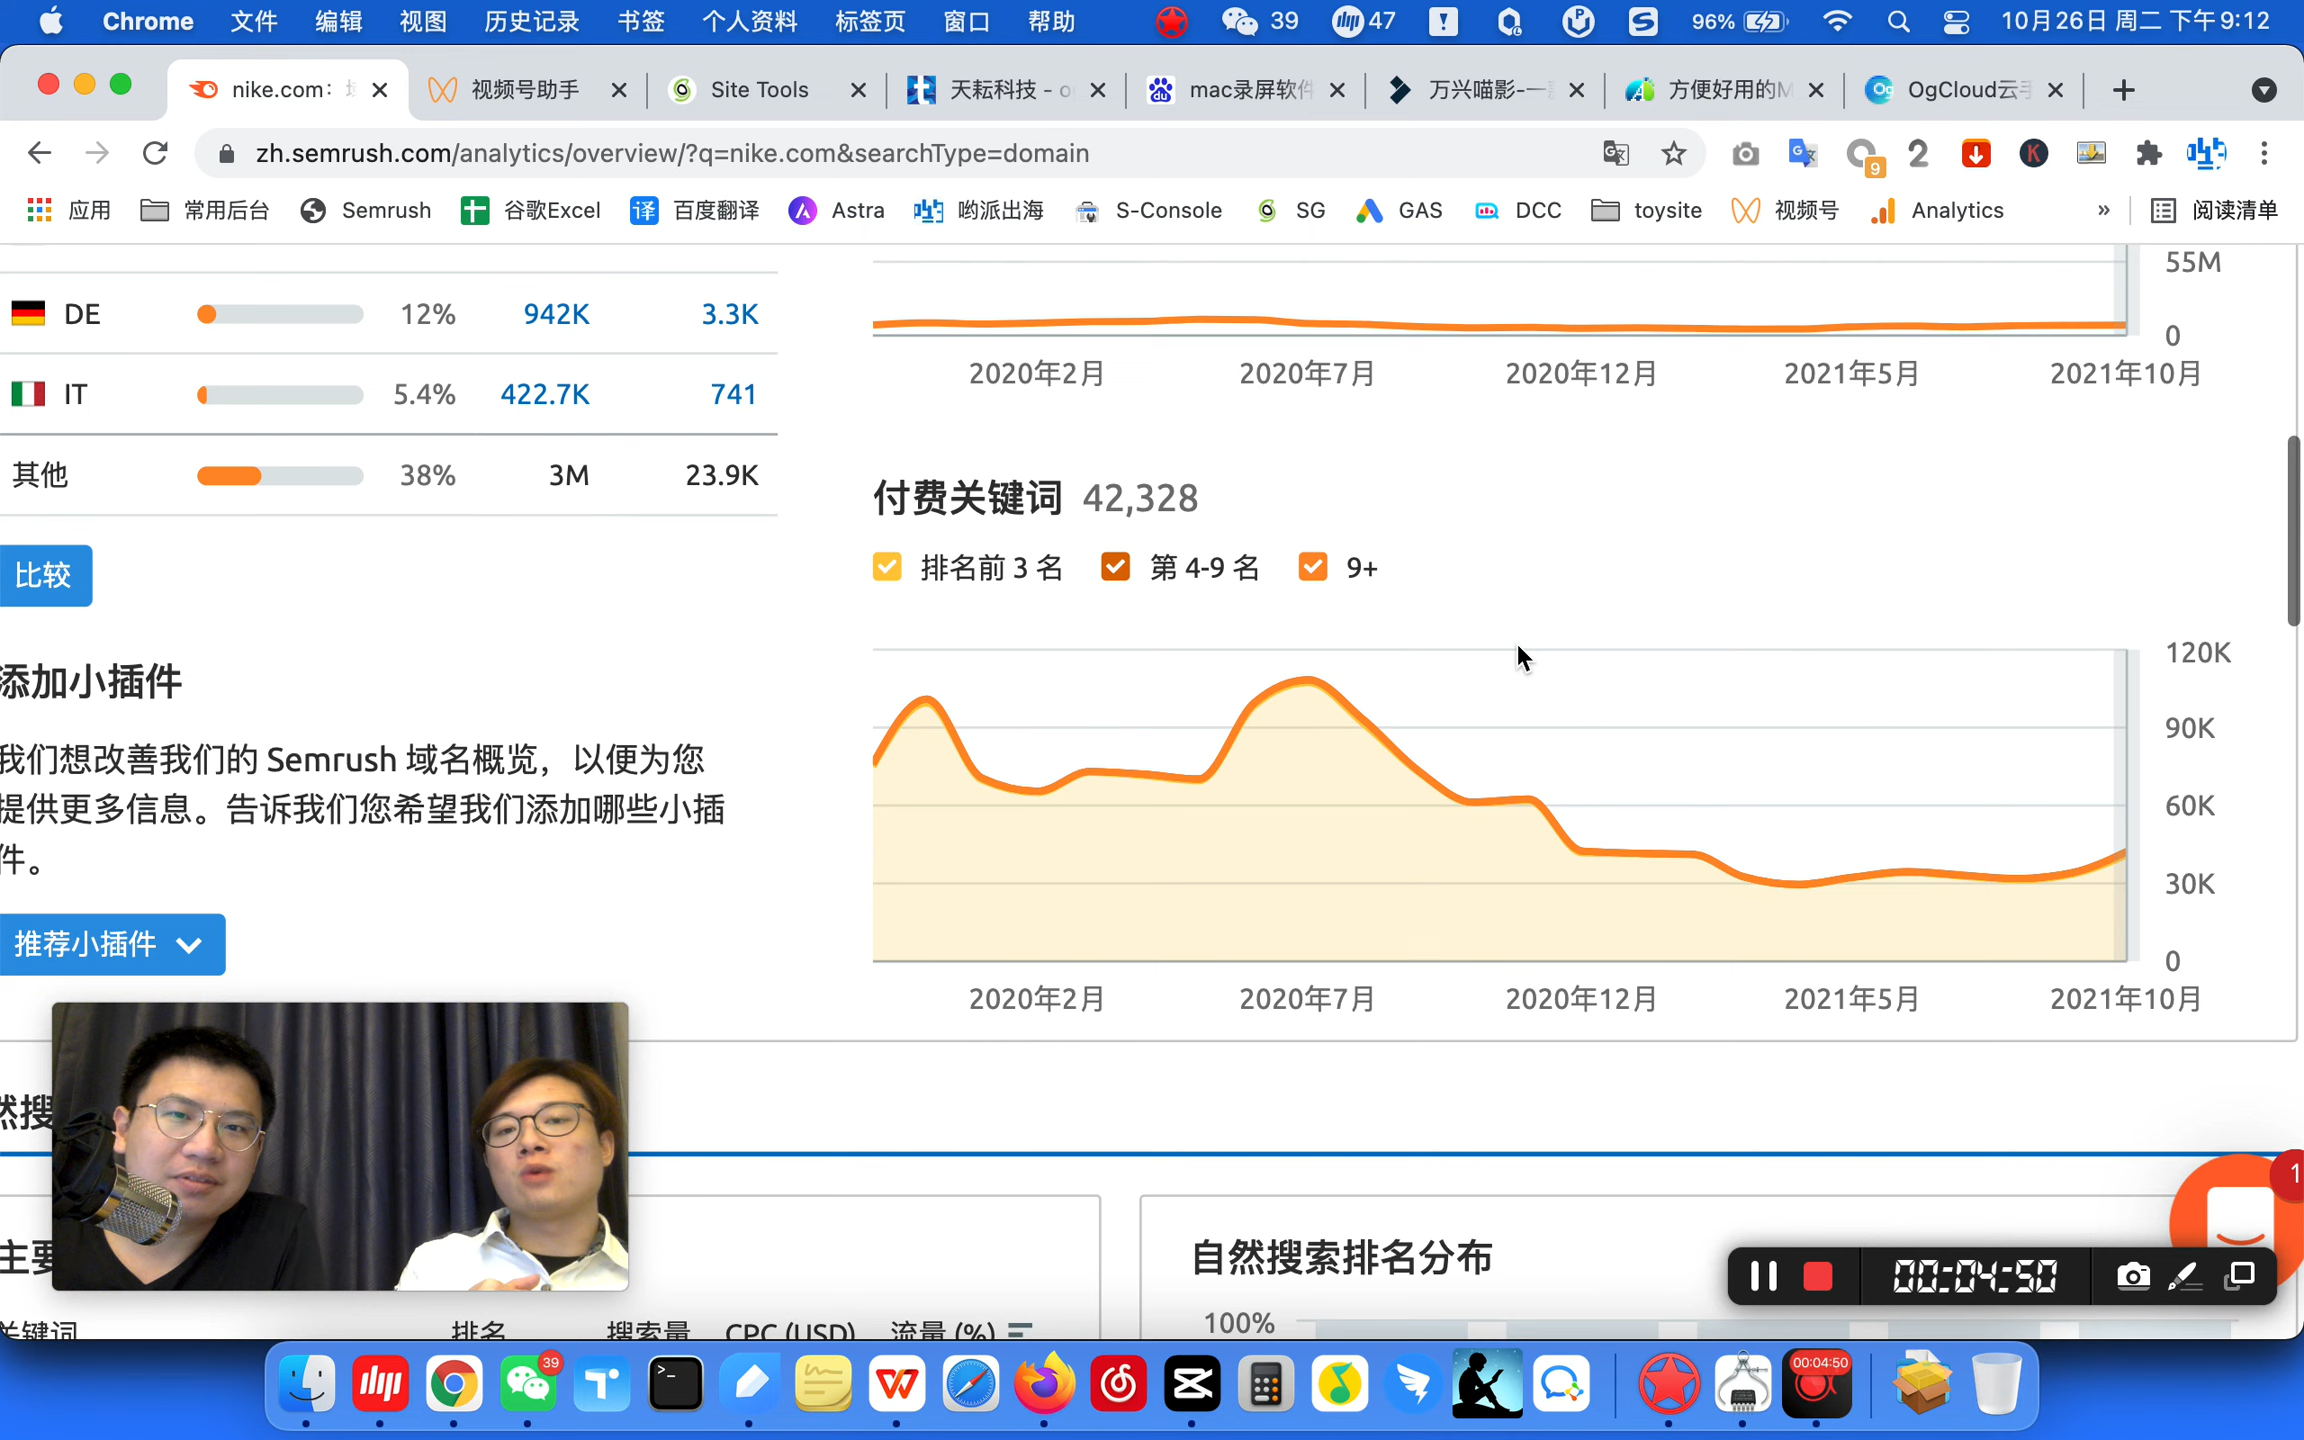 Chrome 文件 编辑 视图 历史记录 书签 个人资料 标签页 窗口 帮助 39 47 96% 10月26日 周二 下午9:12
nike.com: 视频号助手 Site Tools 天耘科技 - o mac录屏软件 万兴喵影-一 方便好用的M OgCloud云手
zh.semrush.com/analytics/overview/?q=nike.com&searchType=domain 9
应用 常用后台 Semrush 谷歌Excel 译 百度翻译 Astra 哟派出海 S-Console SG GAS DCC toysite 视频号 Analytics » 阅读清单
55M
0
2020年2月 2020年7月 2020年12月 2021年5月 2021年10月
DE 12% 942K 3.3K
IT 5.4% 422.7K 741
其他 38% 3M 23.9K
比较
添加小插件
我们想改善我们的 Semrush 域名概览，以便为您
提供更多信息。告诉我们您希望我们添加哪些小插
件。
推荐小插件
付费关键词 42,328
排名前 3 名 第 4-9 名 9+
120K
90K
60K
30K
0
2020年2月 2020年7月 2020年12月 2021年5月 2021年10月
然搜
主要
关键词 排名 搜索量 CPC (USD) 流量 (%)
自然搜索排名分布
100%
1
00:04:50
39
00:04:50